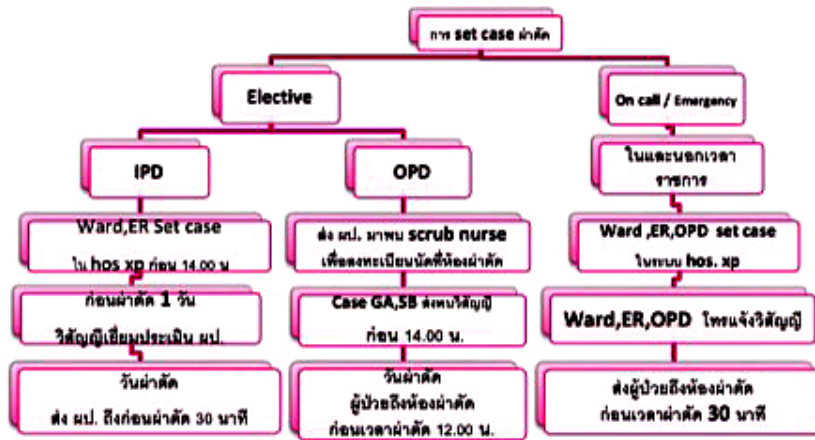 การ set case ผ่าตัด
Elective
On call / Emergency
IPD
OPD
ในและนอกเวลา
ราชการ
Ward,ER Set case
ใน hos xp ก่อน 14.00 น
ส่ง ผป. มาพบ scrub nurse
เพื่อลงทะเบียนนัดที่ห้องผ่าตัด
Ward ,ER,OPD set case
ในระบบ hos. xp
ก่อนผ่าตัด 1 วัน
วิสัญญีเยี่ยมประเมิน ผป.
Case GA,SB ส่งพบวิสัญญี
ก่อน 14.00 น.
Ward,ER,OPD โทรแจ้งวิสัญญี
วันผ่าตัด
ส่ง ผป. ถึงก่อนผ่าตัด 30 นาที
วันผ่าตัด
ผู้ป่วยถึงห้องผ่าตัด
ก่อนเวลาผ่าตัด 12.00 น.
ส่งผู้ป่วยถึงห้องผ่าตัด
ก่อนเวลาผ่าตัด 30 นาที